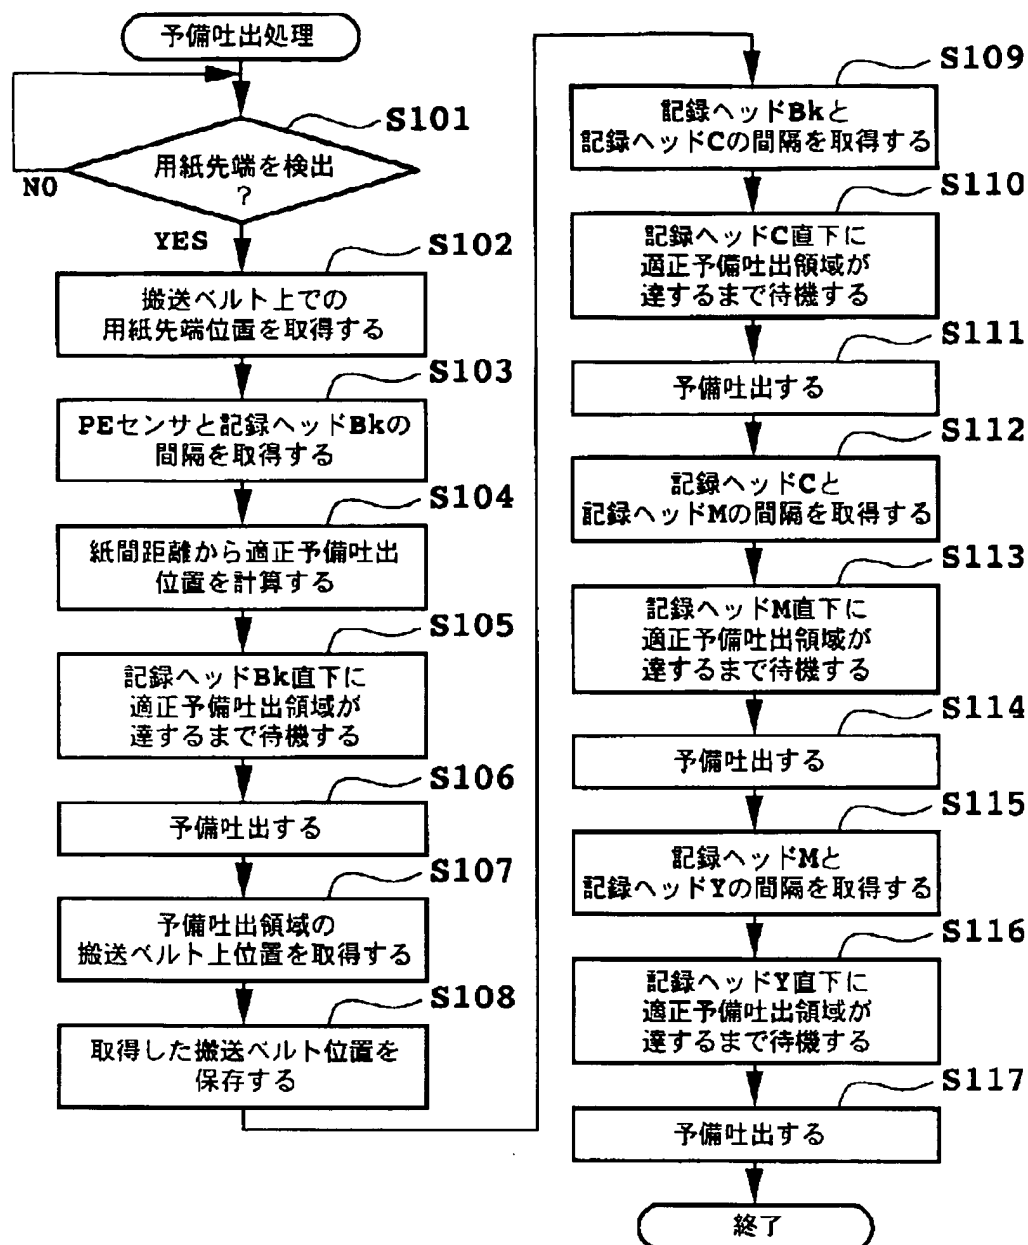 予備吐出処理
S101
用紙先端を検出
？
NO
YES
S102
搬送ベルト上での
用紙先端位置を取得する
S103
PEセンサと記録ヘッドBkの
間隔を取得する
S104
紙間距離から適正予備吐出
位置を計算する
S105
記録ヘッドBk直下に
適正予備吐出領域が
達するまで待機する
S106
予備吐出する
S107
予備吐出領域の
搬送ベルト上位置を取得する
S108
取得した搬送ベルト位置を
保存する
S109
記録ヘッドBkと
記録ヘッドCの間隔を取得する
S110
記録ヘッドC直下に
適正予備吐出領域が
達するまで待機する
S111
予備吐出する
S112
記録ヘッドCと
記録ヘッドMの間隔を取得する
S113
記録ヘッドM直下に
適正予備吐出領域が
達するまで待機する
S114
予備吐出する
S115
記録ヘッドMと
記録ヘッドYの間隔を取得する
S116
記録ヘッドY直下に
適正予備吐出領域が
達するまで待機する
S117
予備吐出する
終了